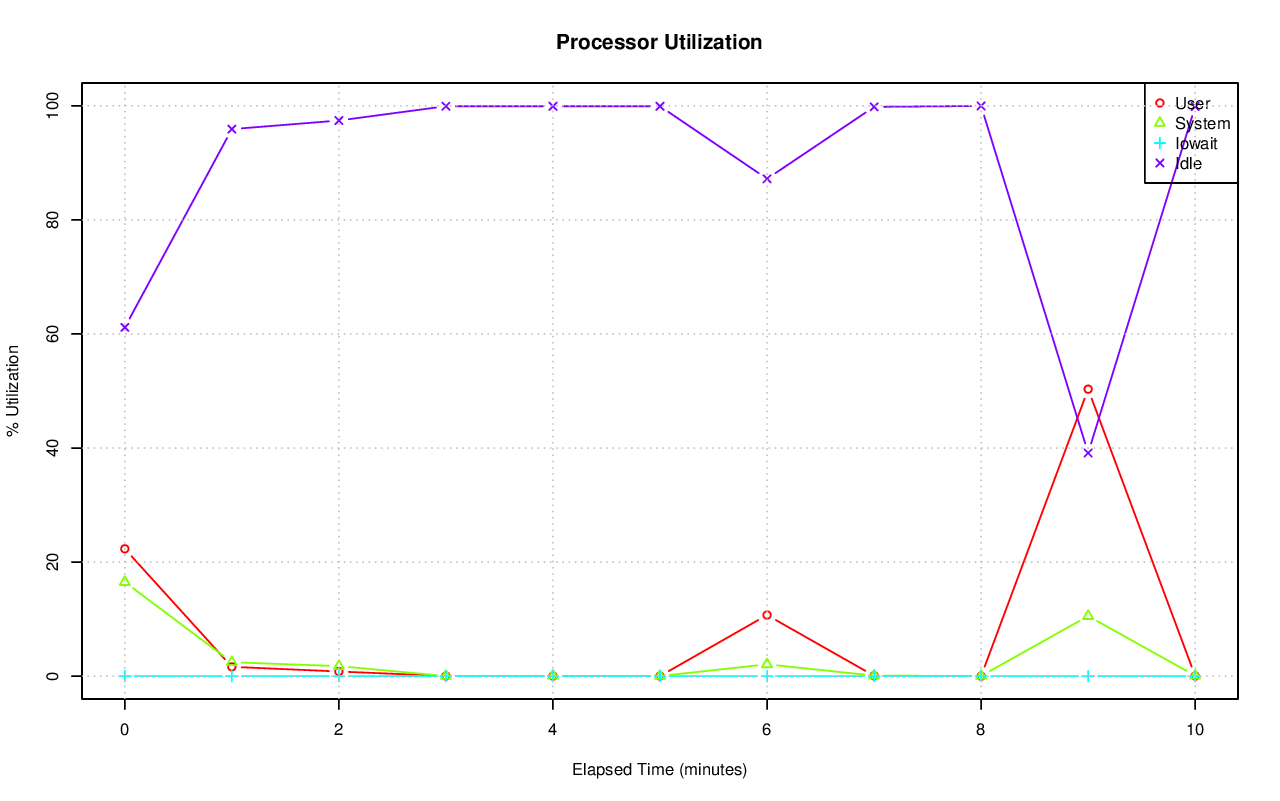 Processor Utilization
% Utilization
100
80
60
40
20
0
User
System
Iowait
Idle
0 2 4 6 8 10
Elapsed Time (minutes)